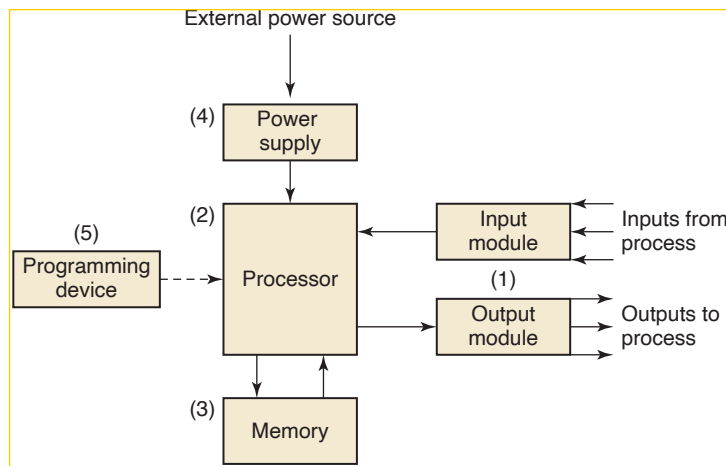 External power source
(4)
Power
supply
(2)
Processor
Input
module
Inputs from
process
(5)
Programming
device
(1)
Output
module
Outputs to
process
(3)
Memory